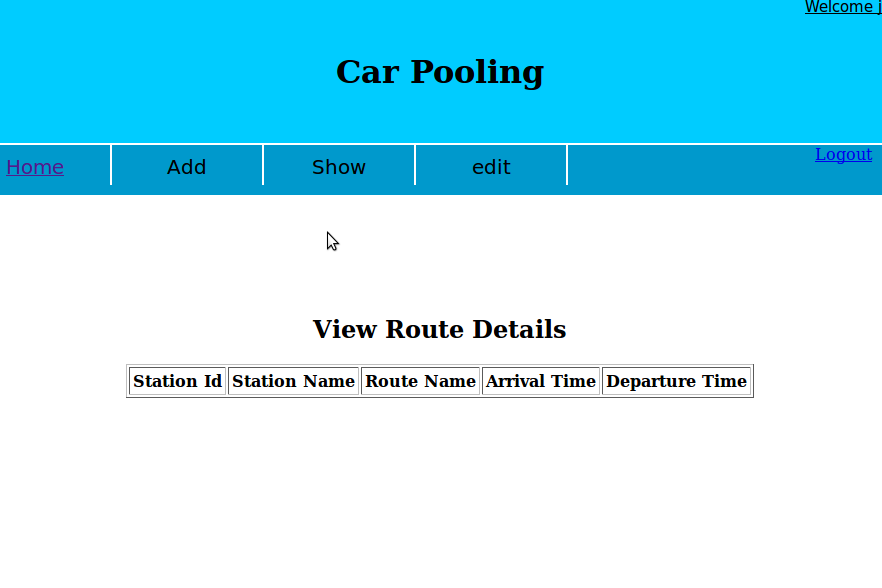 Welcome j
Car Pooling
Home Add Show edit Logout
View Route Details
Station Id Station Name Route Name Arrival Time Departure Time